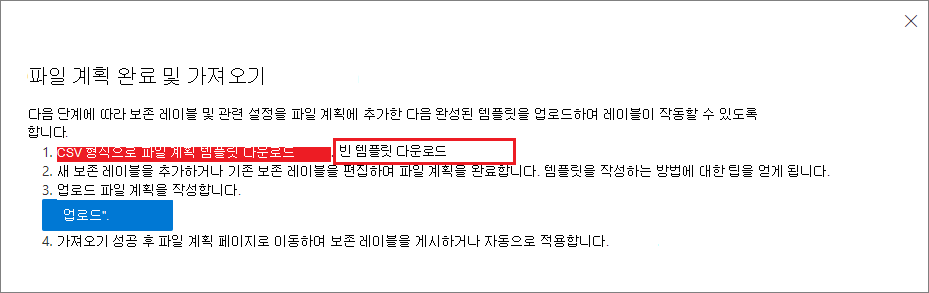 파일 계획 완료 및 가져오기
다음 단계에 따라 보존 레이블 및 관련 설정을 파일 계획에 추가한 다음 완성된 템플릿을 업로드하여 레이블이 작동할 수 있도록
합니다.
1. CSV 형식으로 파일 계획 템플릿 다운로드. 빈 템플릿 다운로드
2. 새 보존 레이블을 추가하거나 기존 보존 레이블을 편집하여 파일 계획을 완료합니다. 템플릿을 작성하는 방법에 대한 팁을 얻게 됩니다.
3. 업로드 파일 계획을 작성합니다.
업로드".
4. 가져오기 성공 후 파일 계획 페이지로 이동하여 보존 레이블을 게시하거나 자동으로 적용합니다.